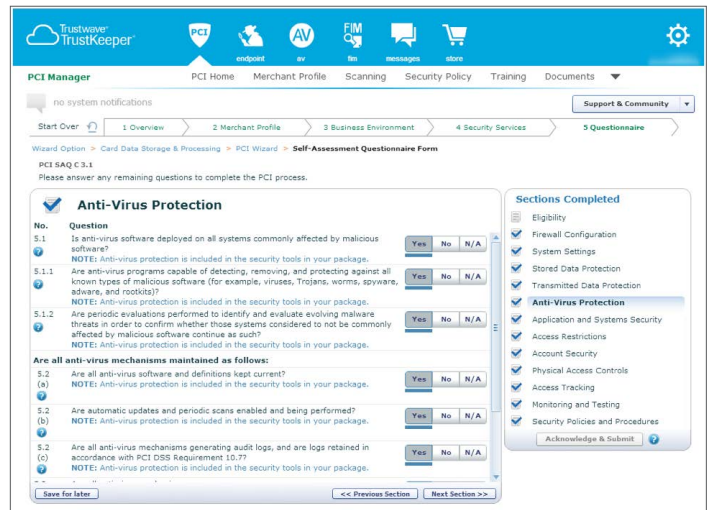 Trustwave®
TrustKeeper®
PCI
AV
FIM
endpoint
av
fim
messages
store
PCI Manager
PCI Home
Merchant Profile
Scanning
Security Policy
Training
Documents
no system notifications
Support & Community
Start Over
1 Overview
2 Merchant Profile
3 Business Environment
4 Security Services
5 Questionnaire
Wizard Option > Card Data Storage & Processing > PCI Wizard > Self-Assessment Questionnaire Form
PCI SAQ C 3.1
Please answer any remaining questions to complete the PCI process.
Anti-Virus Protection
No. Question
5.1 Is anti-virus software deployed on all systems commonly affected by malicious
software?
NOTE: Anti-virus protection is included in the security tools in your package.
Yes No N/A
5.1.1 Are anti-virus programs capable of detecting, removing, and protecting against all
known types of malicious software (for example, viruses, Trojans, worms, spyware,
adware, and rootkits)?
NOTE: Anti-virus protection is included in the security tools in your package.
Yes No N/A
5.1.2 Are periodic evaluations performed to identify and evaluate evolving malware
threats in order to confirm whether those systems considered to not be commonly
affected by malicious software continue as such?
NOTE: Anti-virus protection is included in the security tools in your package.
Yes No N/A
Are all anti-virus mechanisms maintained as follows:
5.2 (a) Are all anti-virus software and definitions kept current?
NOTE: Anti-virus protection is included in the security tools in your package.
Yes No N/A
5.2 (b) Are automatic updates and periodic scans enabled and being performed?
NOTE: Anti-virus protection is included in the security tools in your package.
Yes No N/A
5.2 (c) Are all anti-virus mechanisms generating audit logs, and are logs retained in
accordance with PCI DSS Requirement 10.7?
NOTE: Anti-virus protection is included in the security tools in your package.
Yes No N/A
Save for later
<< Previous Section
Next Section >>
Sections Completed
Eligibility
Firewall Configuration
System Settings
Stored Data Protection
Transmitted Data Protection
Anti-Virus Protection
Application and Systems Security
Access Restrictions
Account Security
Physical Access Controls
Access Tracking
Monitoring and Testing
Security Policies and Procedures
Acknowledge & Submit